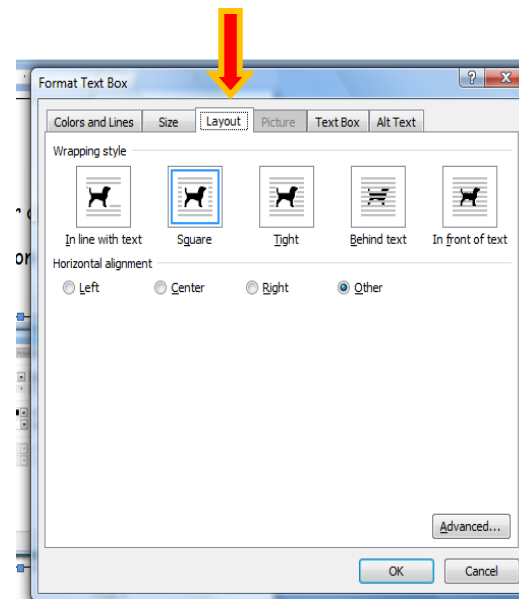 Format Text Box
Colors and Lines Size Layout Picture Text Box Alt Text
Wrapping style
In line with text Square Tight Behind text In front of text
Horizontal alignment
Left Center Right Other
Advanced...
OK Cancel